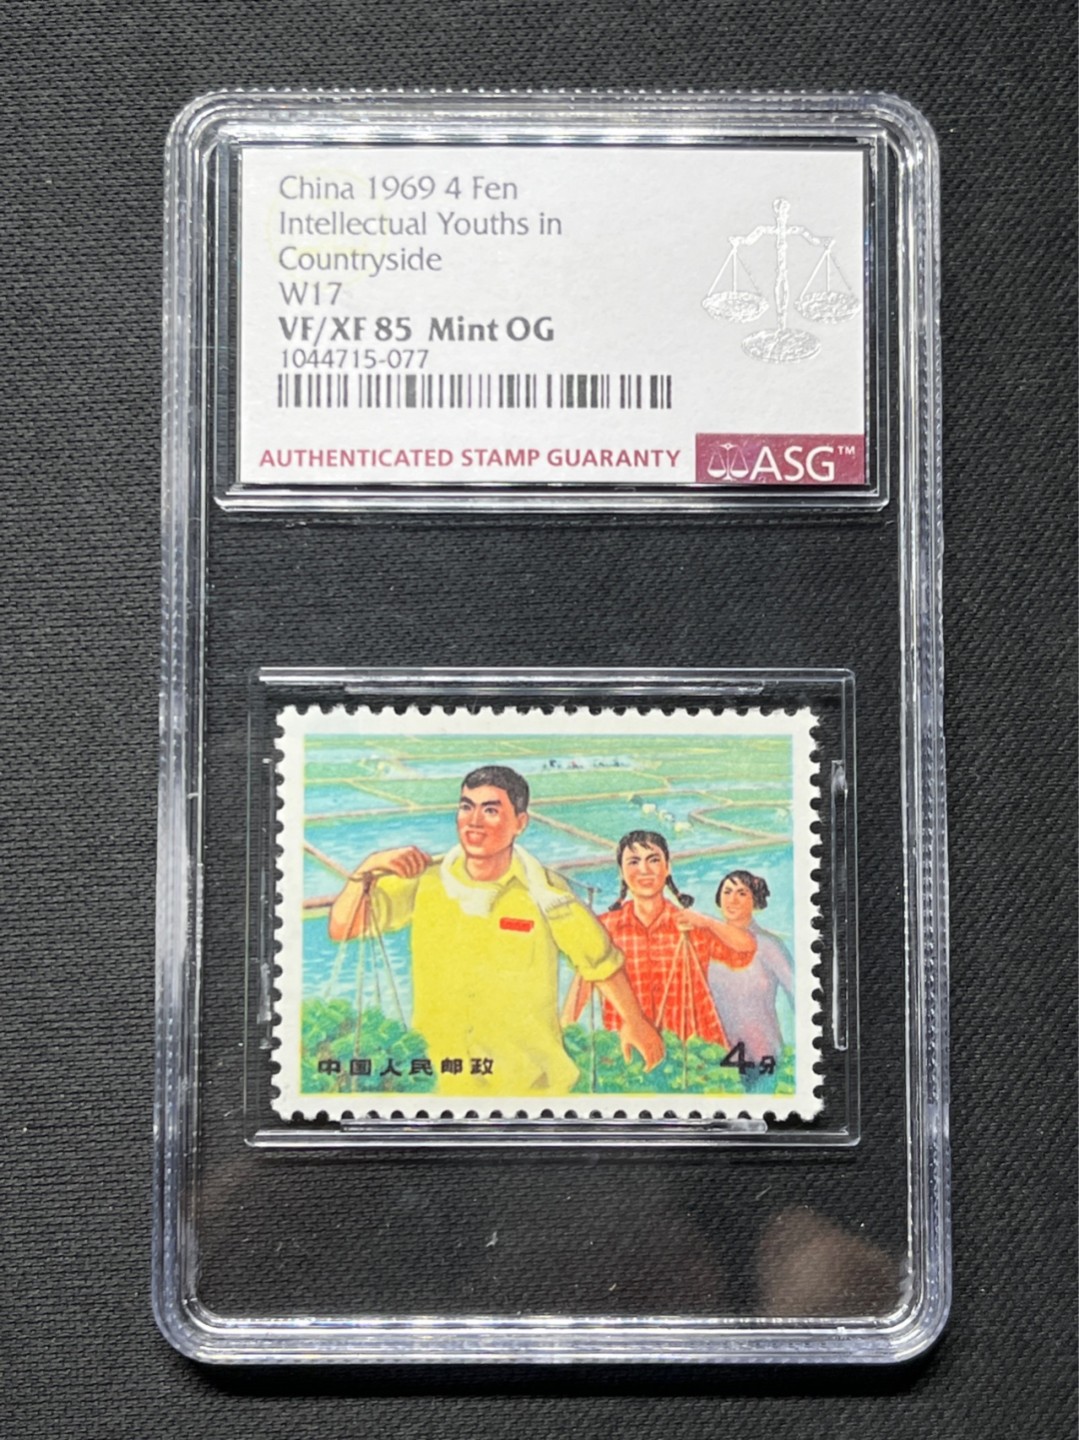 China 1969 4 Fen
Intellectual Youths in
Countryside
W17
VF/XF 85 Mint OG
1044715-077
AUTHENTICATED STAMP GUARANTY
ASG™
中国人民邮政
4分